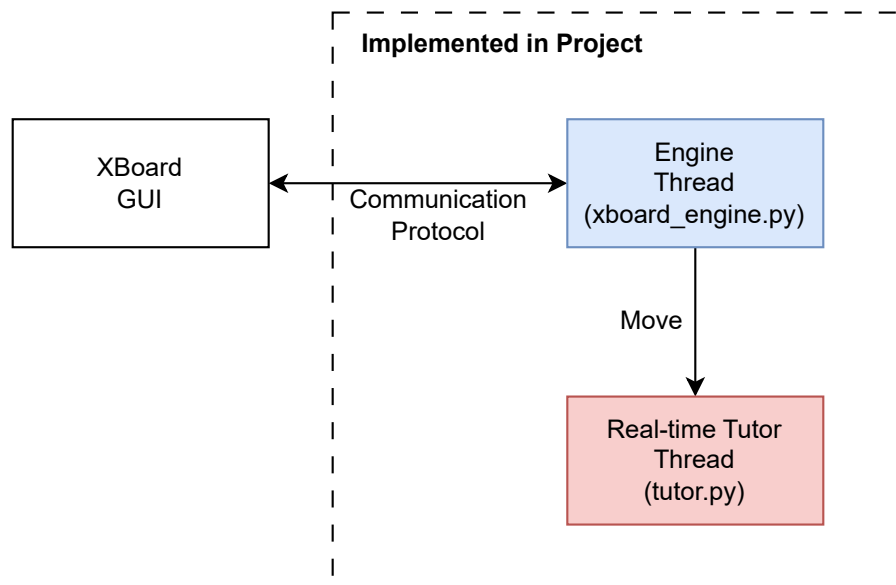 Implemented in Project
XBoard
GUI
Communication
Protocol
Engine
Thread
(xboard_engine.py)
Move
Real-time Tutor
Thread
(tutor.py)